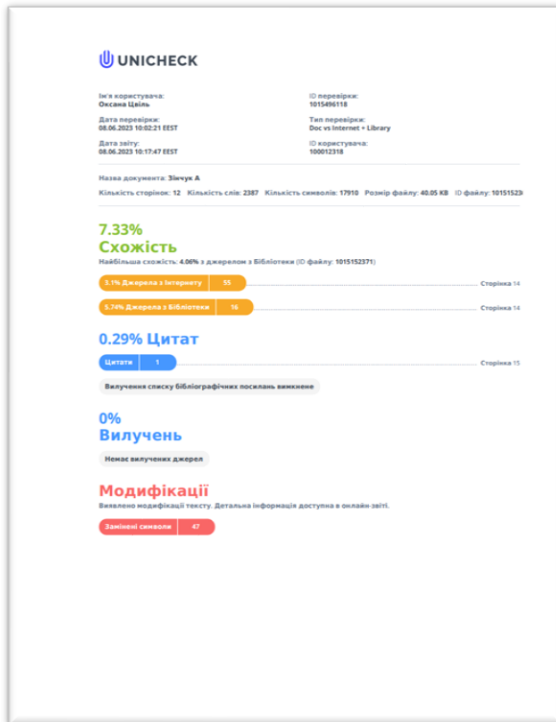 UNICHECK
Ім'я користувача:
Оксана Цвіль
ID перевірки:
1015496118
Дата перевірки:
08.06.2023 10:02:21 EEST
Тип перевірки:
Doc vs Internet + Library
Дата звіту:
08.06.2023 10:17:47 EEST
ID користувача:
100012318
Назва документа: Зінчук А
Кількість сторінок: 12 Кількість слів: 2387 Кількість символів: 17910 Розмір файлу: 40.05 KB ID файлу: 10151523
7.33%
Схожість
Найбільша схожість: 4.06% з джерелом з Бібліотеки (ID файлу: 1015152371)
3.1% Джерела з Інтернету 55 Сторінка 14
5.74% Джерела з Бібліотеки 16 Сторінка 14
0.29% Цитат
Цитати 1 Сторінка 15
Вилучення списку бібліографічних посилань вимкнене
0%
Вилучень
Немає вилучених джерел
Модифікації
Виявлено модифікації тексту. Детальна інформація доступна в онлайн-звіті.
Замінені символи 47